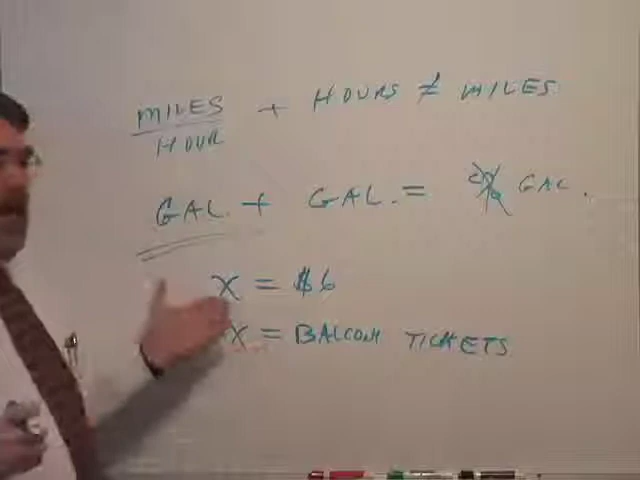 MILES + HOURS ≠ MILES
HOUR
GAL. + GAL. = GAL.
X = $6
X = BALCONY TICKETS